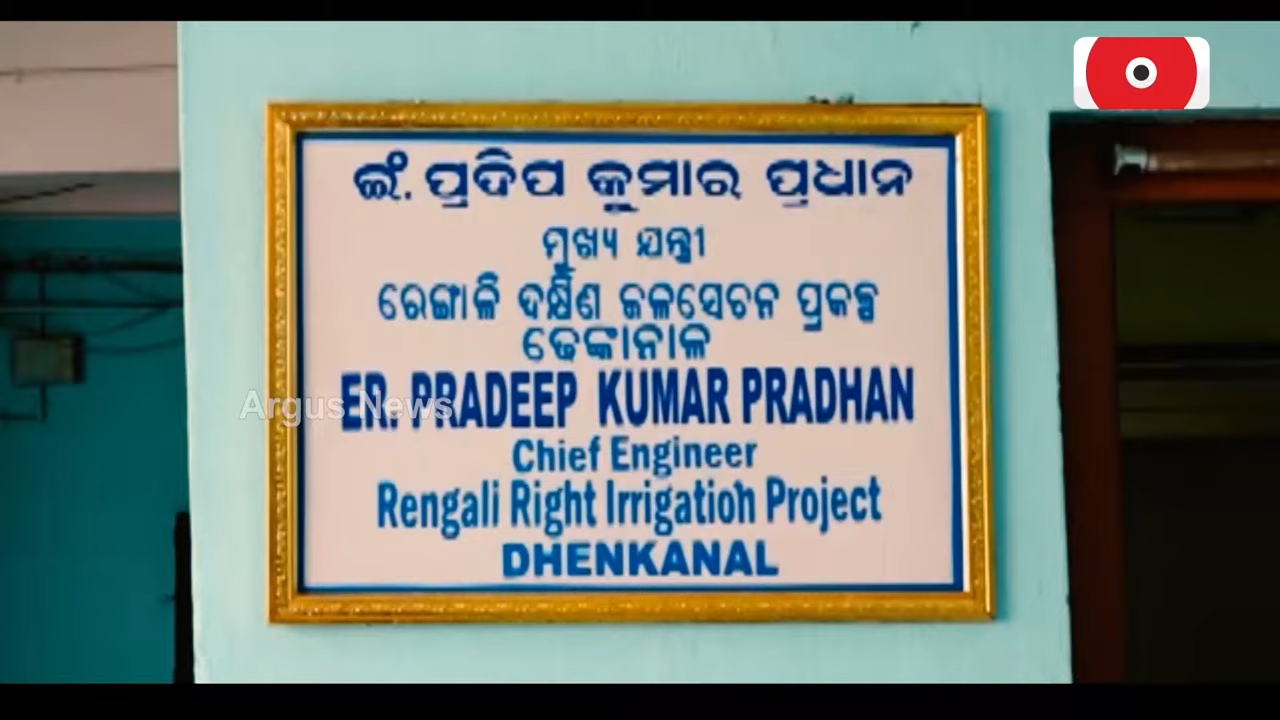 ଇଂ. ପ୍ରଦିପ କୁମାର ପ୍ରଧାନ
ମୁଖ୍ୟ ଯନ୍ତ୍ରୀ
ରେଙ୍ଗାଳି ଦକ୍ଷିଣ ଜଳସେଚନ ପ୍ରକଳ୍ପ
ଢେଙ୍କାନାଳ
ER. PRADEEP KUMAR PRADHAN
Argus News
Chief Engineer
Rengali Right Irrigation Project
DHENKANAL